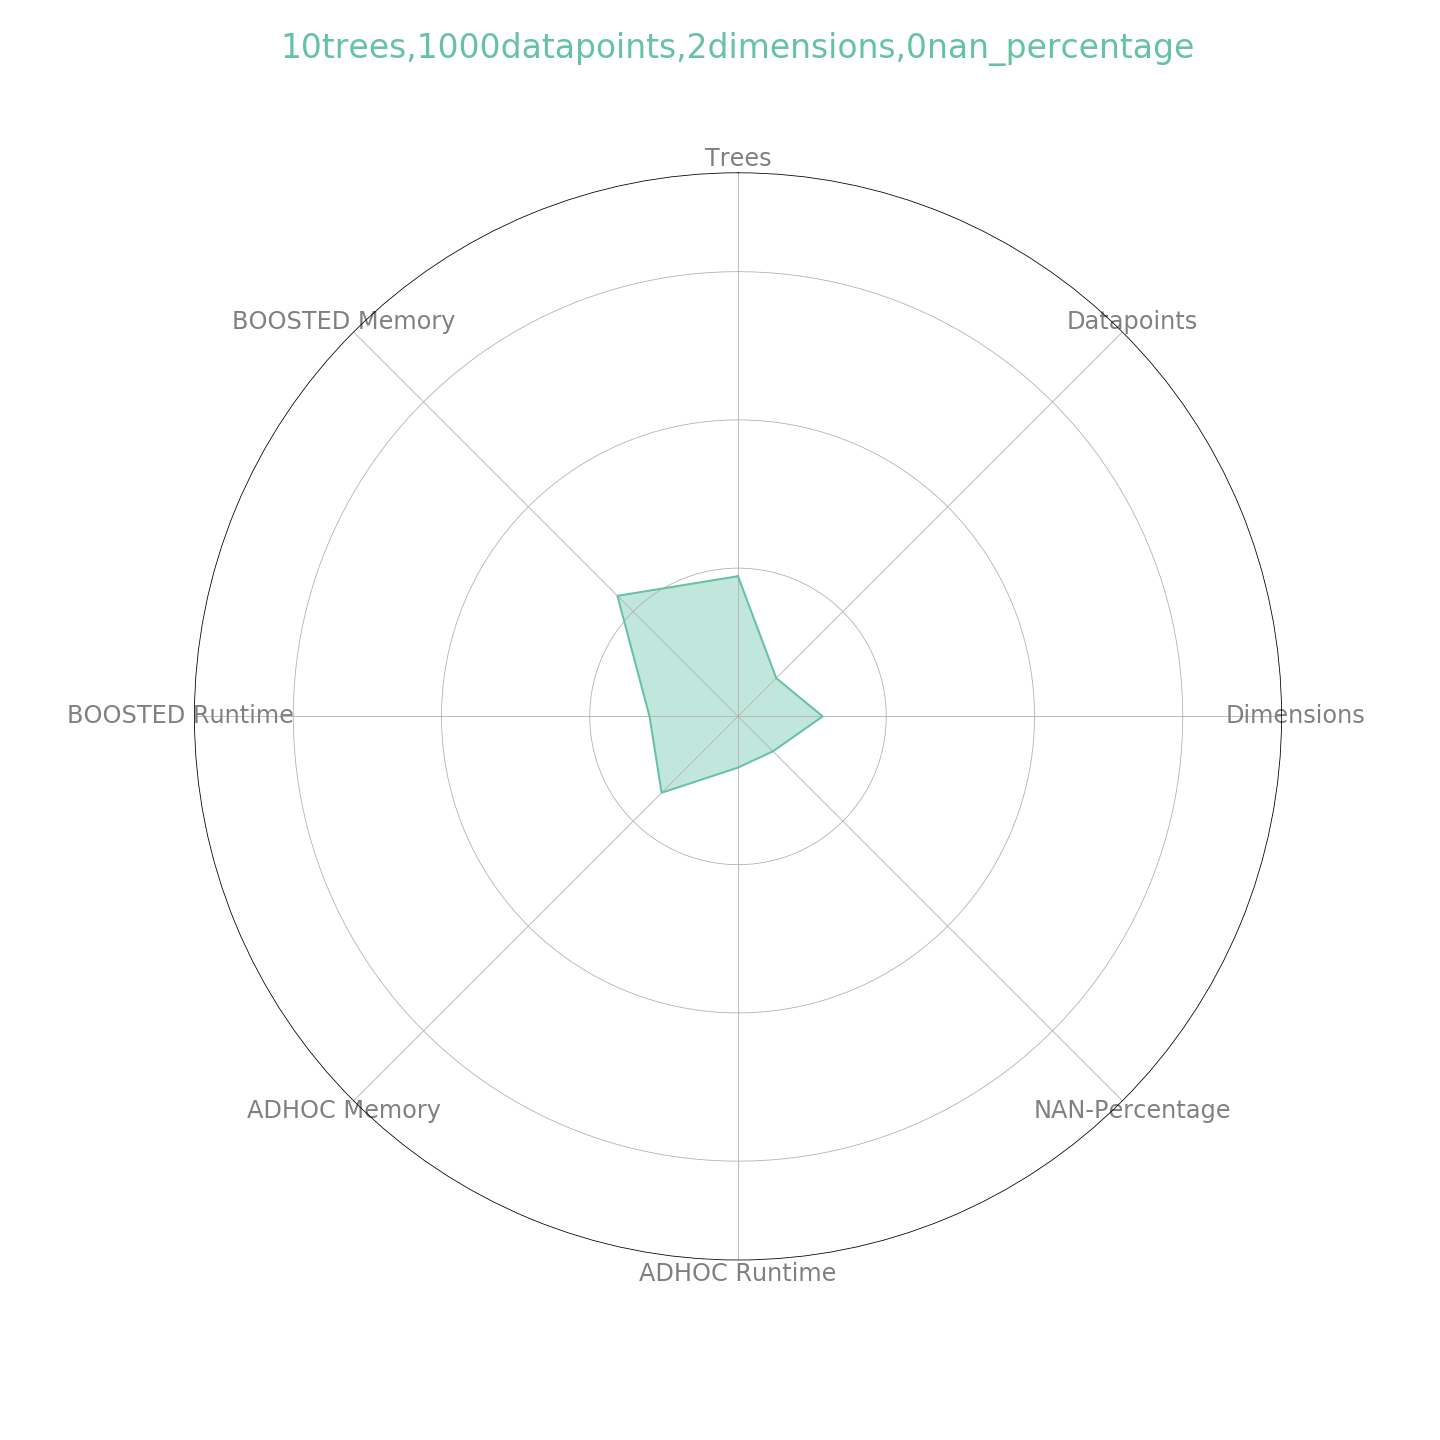 10trees,1000datapoints,2dimensions,0nan_percentage
Trees
BOOSTED Memory
Datapoints
BOOSTED Runtime
Dimensions
ADHOC Memory
NAN-Percentage
ADHOC Runtime